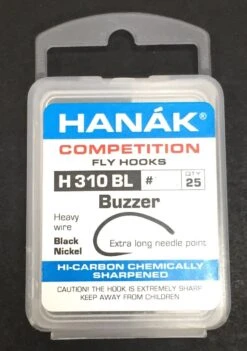 HANÁK ®
COMPETITION
FLY HOOKS
H 310 BL # QTY 25
Buzzer
Heavy
wire
Black
Nickel
Extra long needle point
HI-CARBON CHEMICALLY
SHARPENED
CAUTION! THE HOOK IS EXTREMELY SHARP
KEEP AWAY FROM CHILDREN